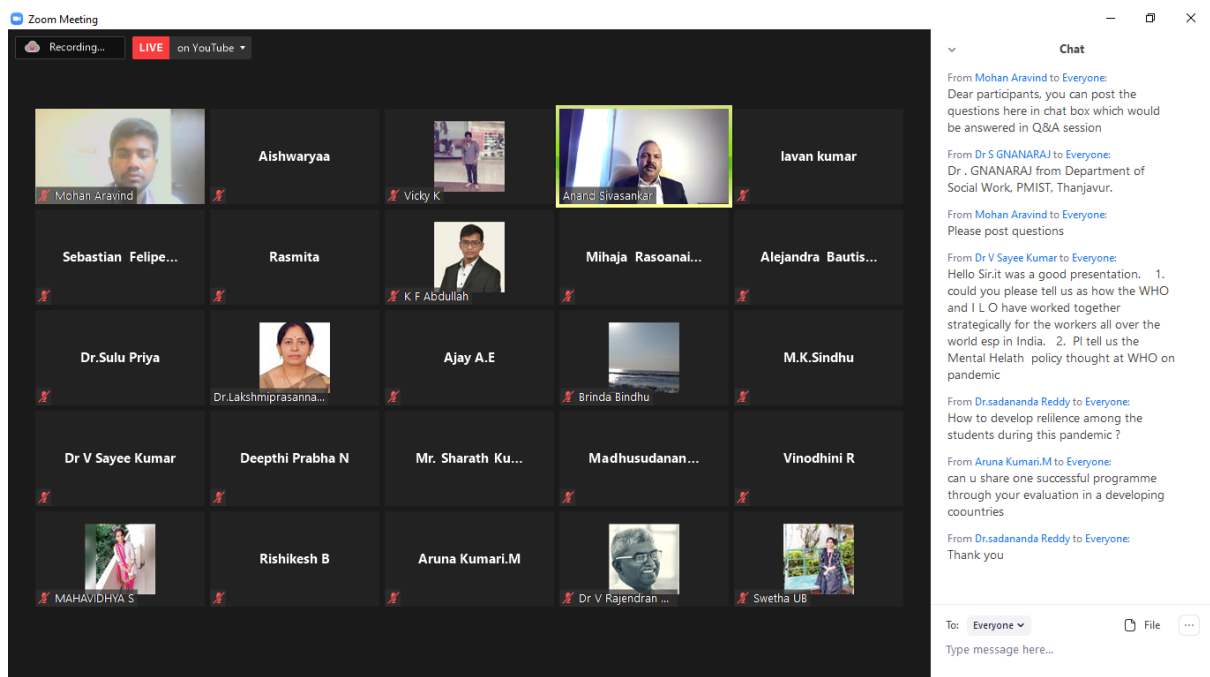 Zoom Meeting
Recording...
LIVE on YouTube
Mohan Aravind
Aishwaryaa
Vicky K
Anand Sivasankar
lavan kumar
Sebastian Felipe...
Rasmita
K F Abdullah
Mihaja Rasoanai...
Alejandra Bautis...
Dr.Sulu Priya
Dr.Lakshmiprasanna...
Ajay A.E
Brinda Bindhu
M.K.Sindhu
Dr V Sayee Kumar
Deepthi Prabha N
Mr. Sharath Ku...
Madhusudanan...
Vinodhini R
MAHAVIDHYA S
Rishikesh B
Aruna Kumari.M
Dr V Rajendran ...
Swetha UB
Chat
From Mohan Aravind to Everyone:
Dear participants, you can post the
questions here in chat box which would
be answered in Q&A session
From Dr S GNANARAJ to Everyone:
Dr . GNANARAJ from Department of
Social Work, PMIST, Thanjavur.
From Mohan Aravind to Everyone:
Please post questions
From Dr V Sayee Kumar to Everyone:
Hello Sir.it was a good presentation. 1.
could you please tell us as how the WHO
and I L O have worked together
strategically for the workers all over the
world esp in India. 2. Pl tell us the
Mental Helath policy thought at WHO on
pandemic
From Dr.sadananda Reddy to Everyone:
How to develop relilence among the
students during this pandemic ?
From Aruna Kumari.M to Everyone:
can u share one successful programme
through your evaluation in a developing
coountries
From Dr.sadananda Reddy to Everyone:
Thank you
To: Everyone File
Type message here...